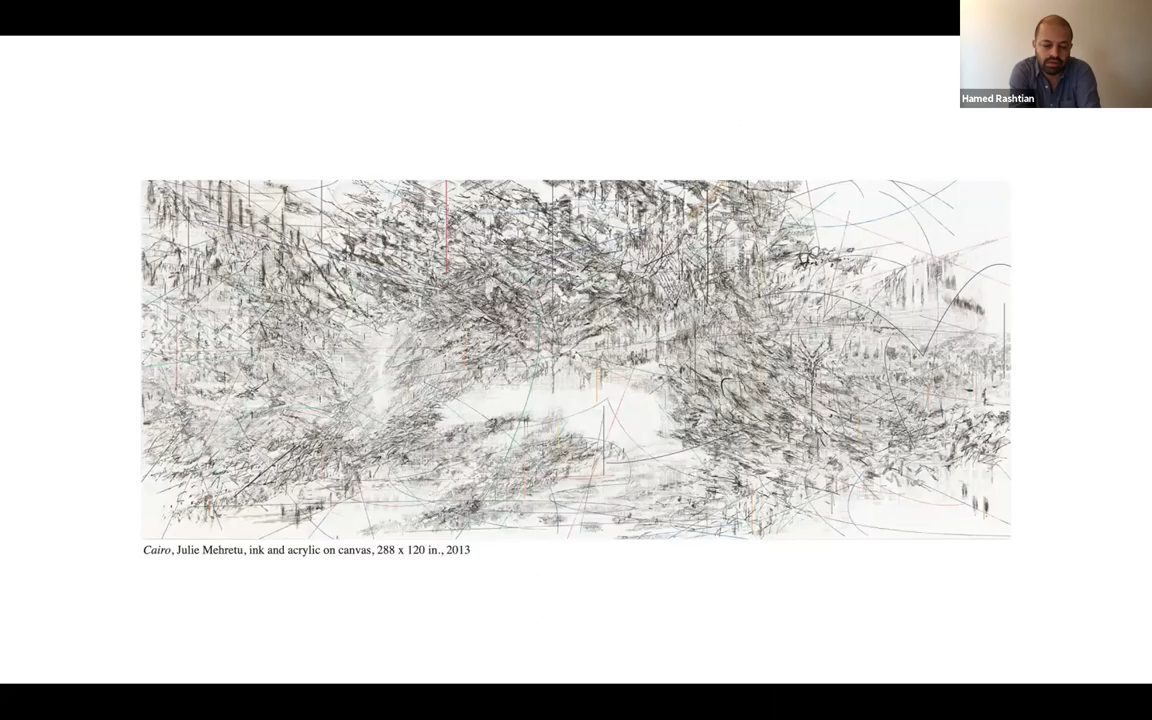 Hamed Rashtian
Cairo, Julie Mehretu, ink and acrylic on canvas, 288 x 120 in., 2013